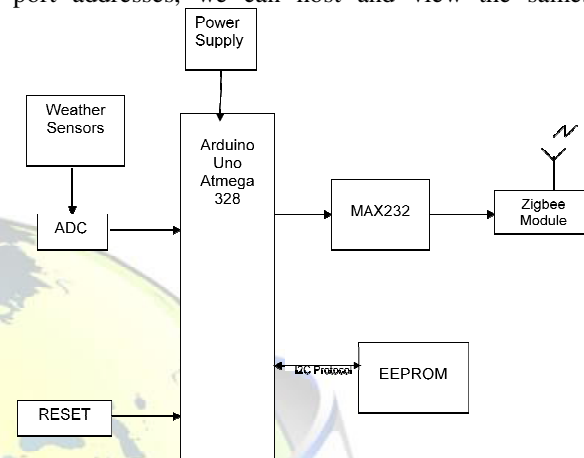 port addresses, we can host and view the same.
Power
Supply
Weather
Sensors
Arduino
Uno
Atmega
328
ADC
MAX232
Zigbee
Module
I2C Protocol
EEPROM
RESET